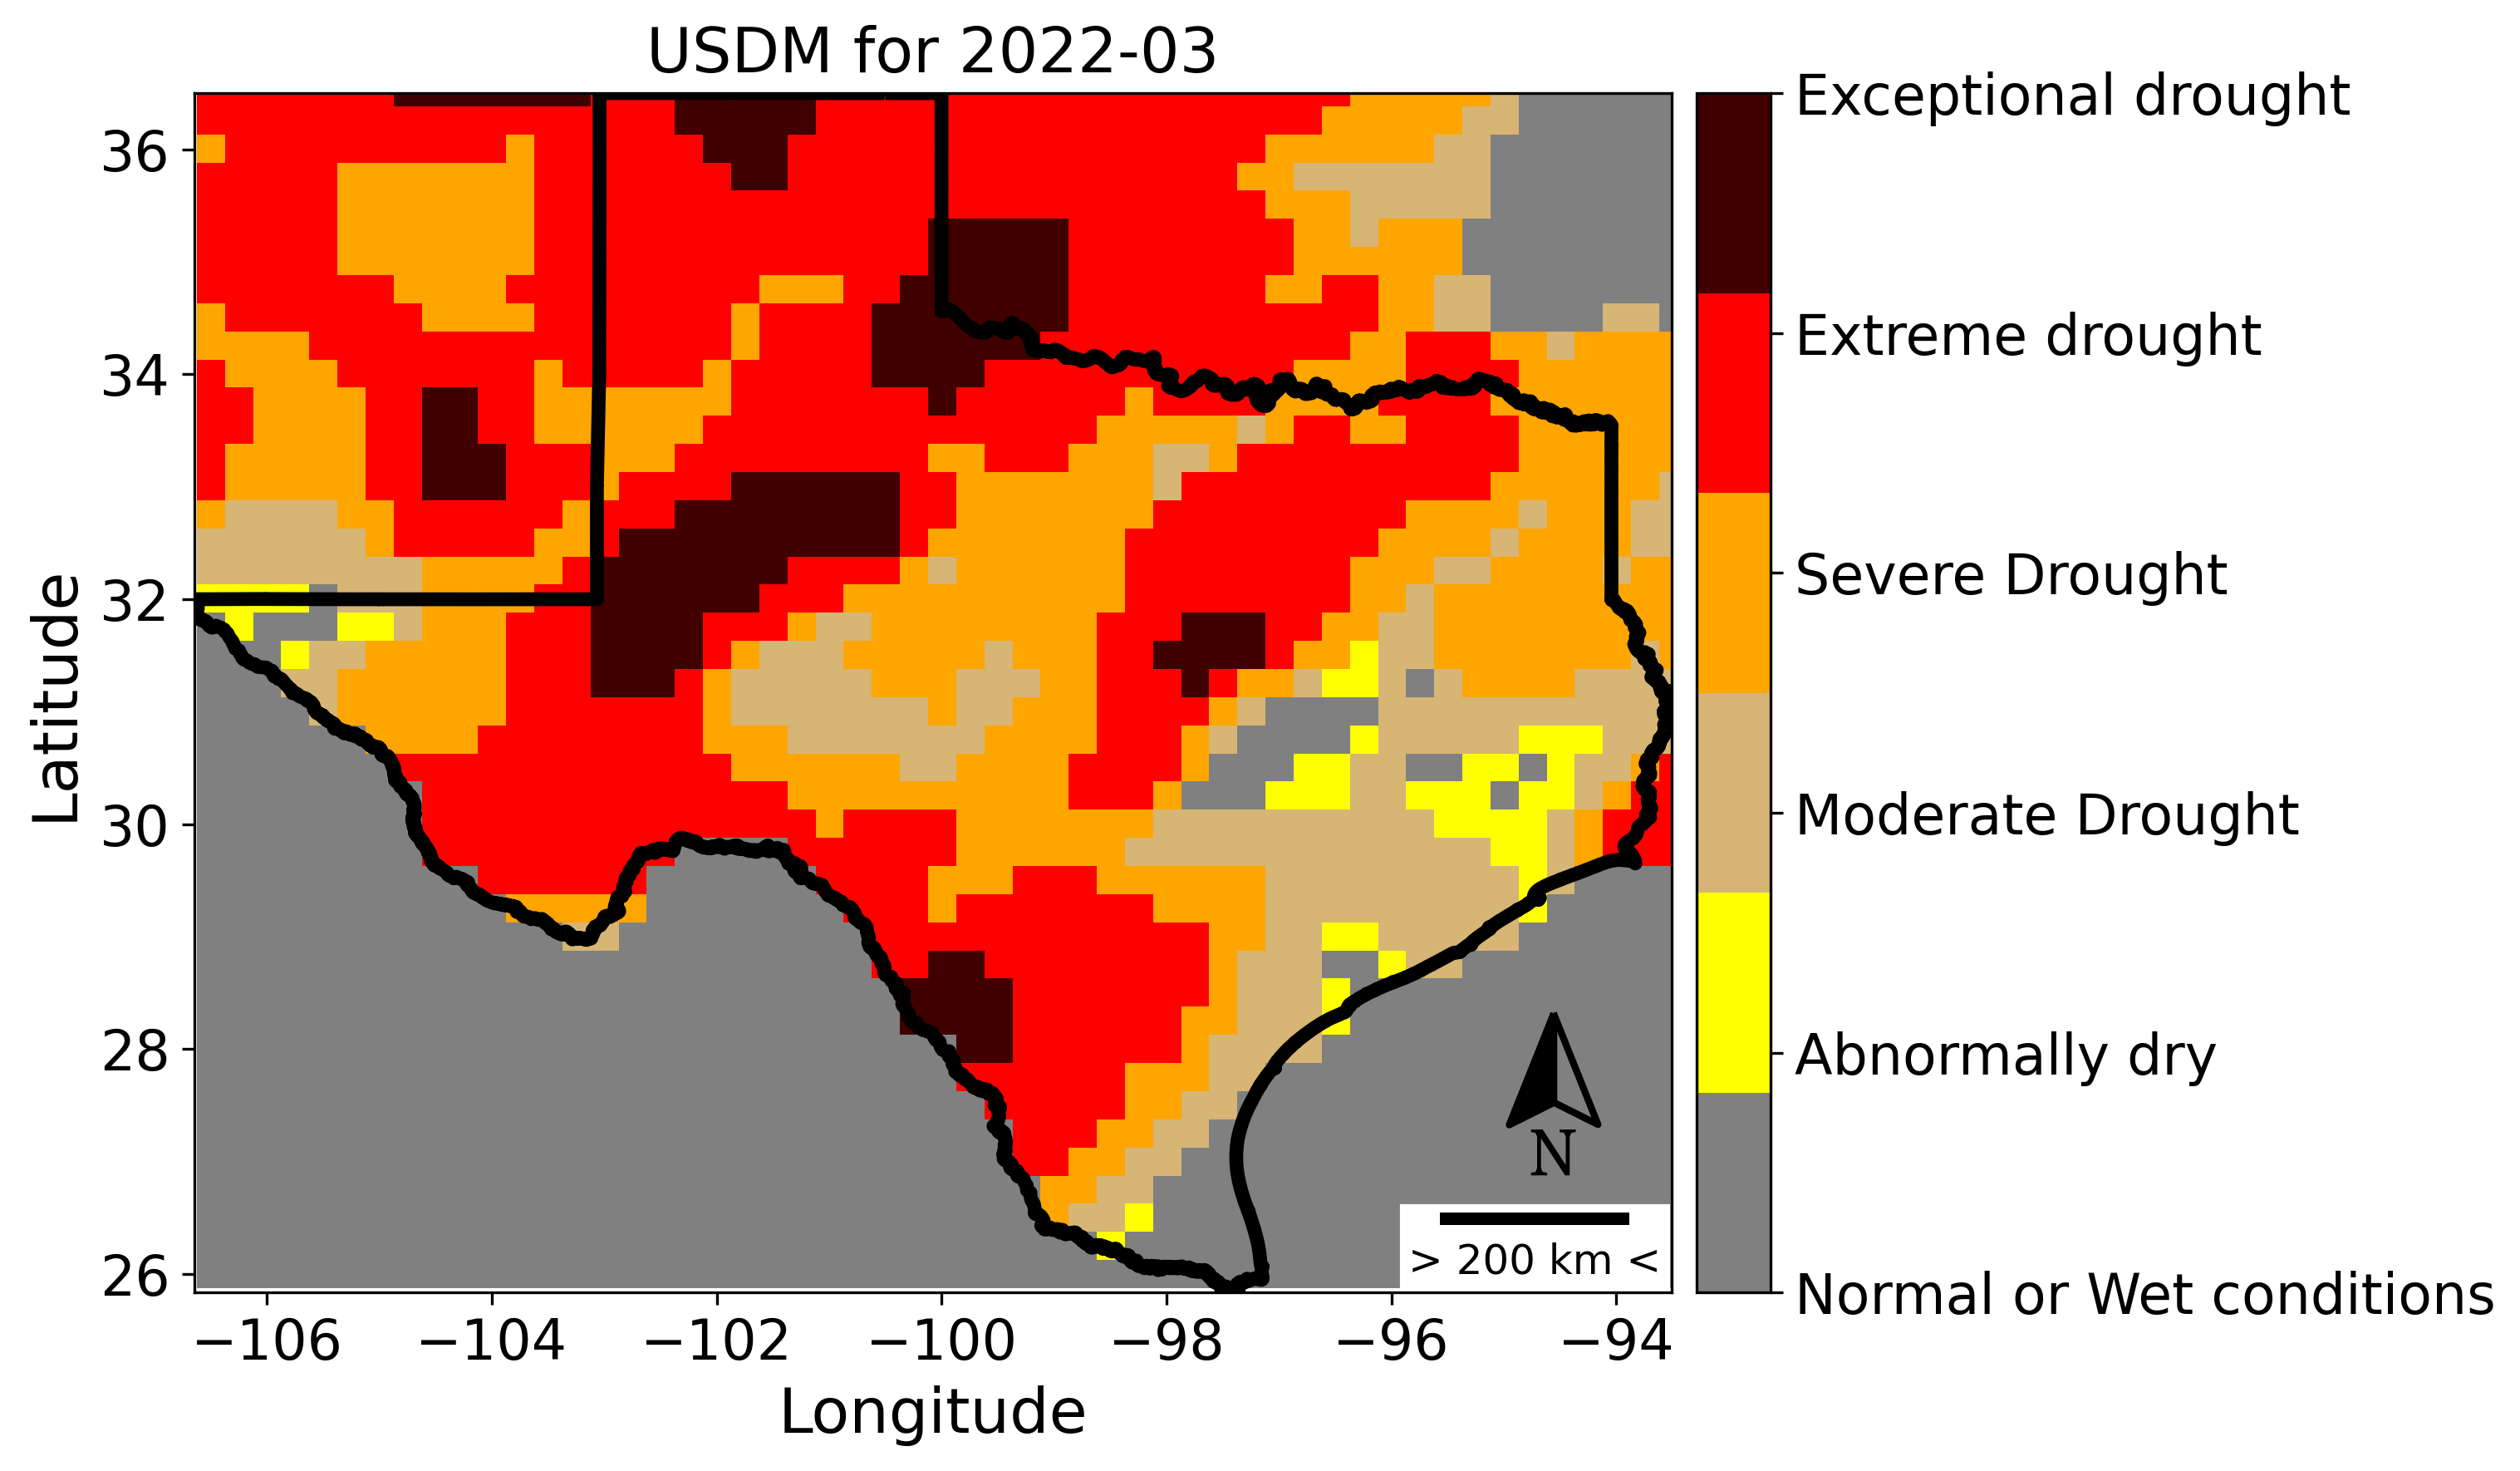 USDM for 2022-03
Latitude
36
34
32
30
28
26
−106
−104
−102
−100
−98
−96
−94
Longitude
N
> 200 km <
Exceptional drought
Extreme drought
Severe Drought
Moderate Drought
Abnormally dry
Normal or Wet conditions